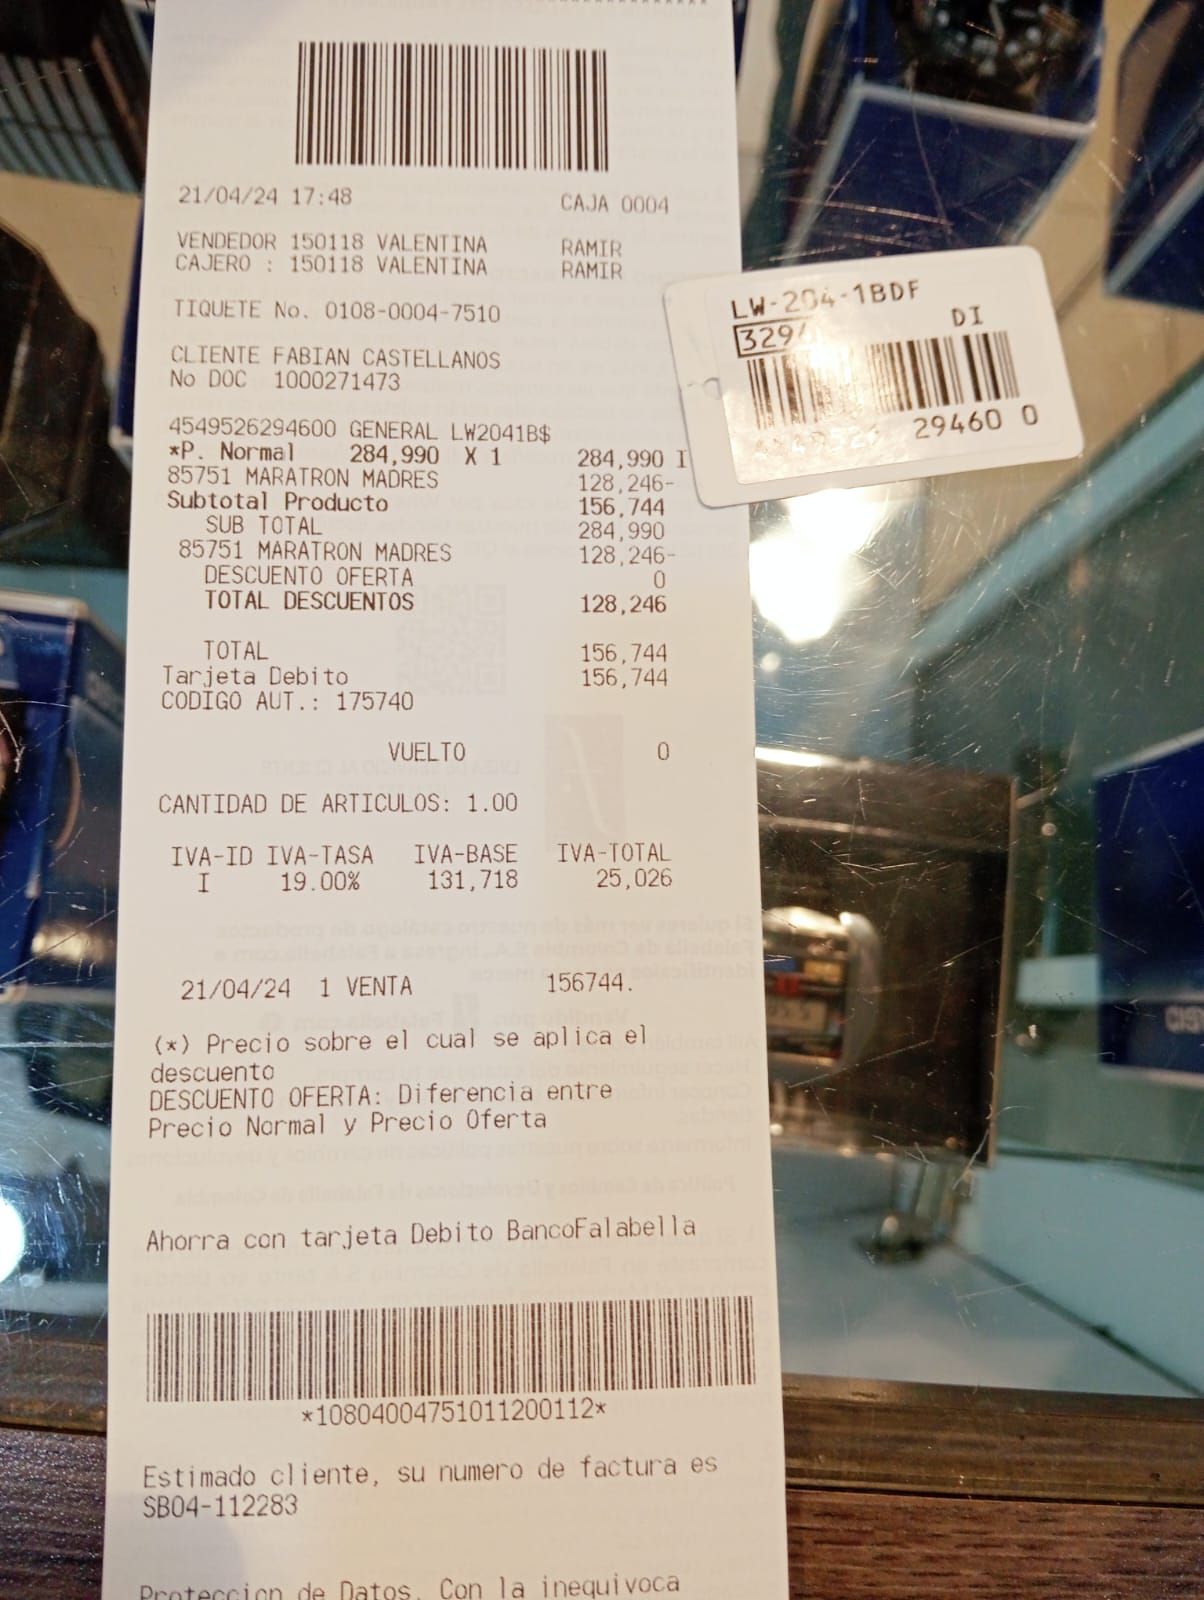 21/04/24 17:48 CAJA 0004
VENDEDOR 150118 VALENTINA RAMIR
CAJERO : 150118 VALENTINA RAMIR
TIQUETE No. 0108-0004-7510
CLIENTE FABIAN CASTELLANOS
No DOC 1000271473
4549526294600 GENERAL LW2041B$
*P. Normal 284,990 X 1 284,990 I
85751 MARATRON MADRES 128,246-
Subtotal Producto 156,744
SUB TOTAL 284,990
85751 MARATRON MADRES 128,246-
DESCUENTO OFERTA 0
TOTAL DESCUENTOS 128,246
TOTAL 156,744
Tarjeta Debito 156,744
CODIGO AUT.: 175740
VUELTO 0
CANTIDAD DE ARTICULOS: 1.00
IVA-ID IVA-TASA IVA-BASE IVA-TOTAL
I 19.00% 131,718 25,026
21/04/24 1 VENTA 156744.
(*) Precio sobre el cual se aplica el
descuento
DESCUENTO OFERTA: Diferencia entre
Precio Normal y Precio Oferta
Ahorra con tarjeta Debito BancoFalabella
*10804004751011200112*
Estimado cliente, su numero de factura es
SB04-112283
Proteccion de Datos. Con la inequivoca
LW-204-1BDF
DI
29460 0